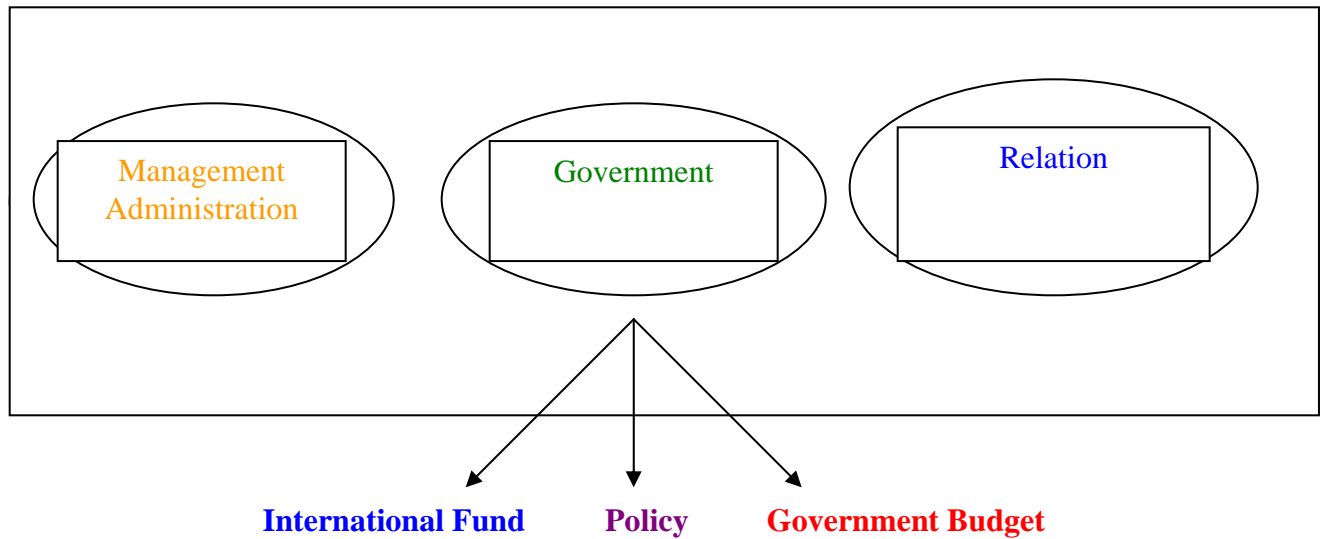 Management
Administration
Government
Relation
International Fund
Policy
Government Budget